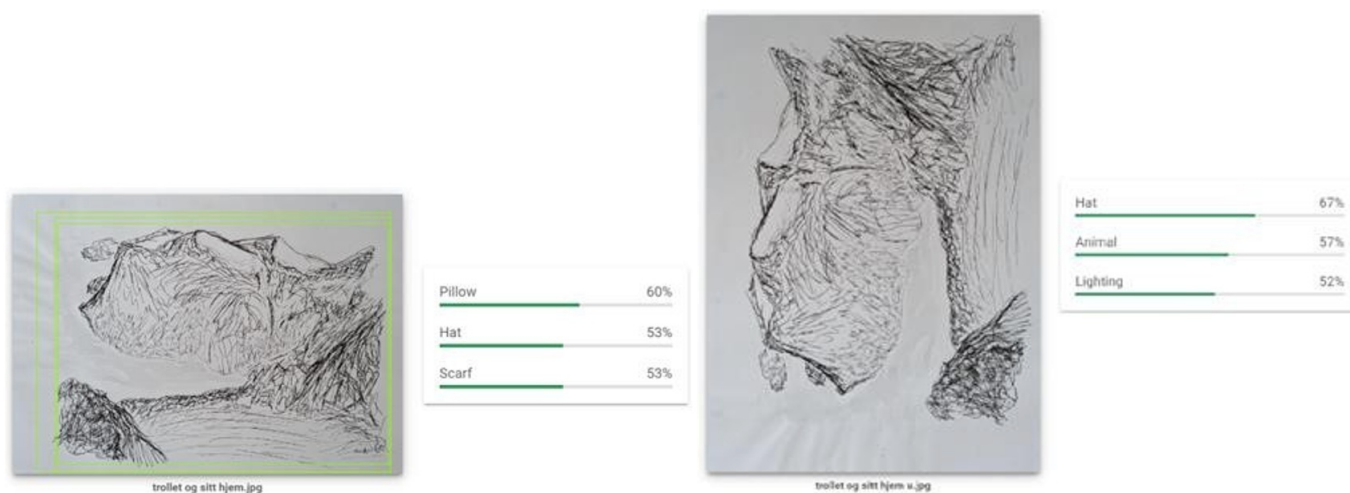 Pillow 60%
Hat 53%
Scarf 53%
trollet og sitt hjem.jpg
Hat 67%
Animal 57%
Lighting 52%
trollet og sitt hjem u.jpg